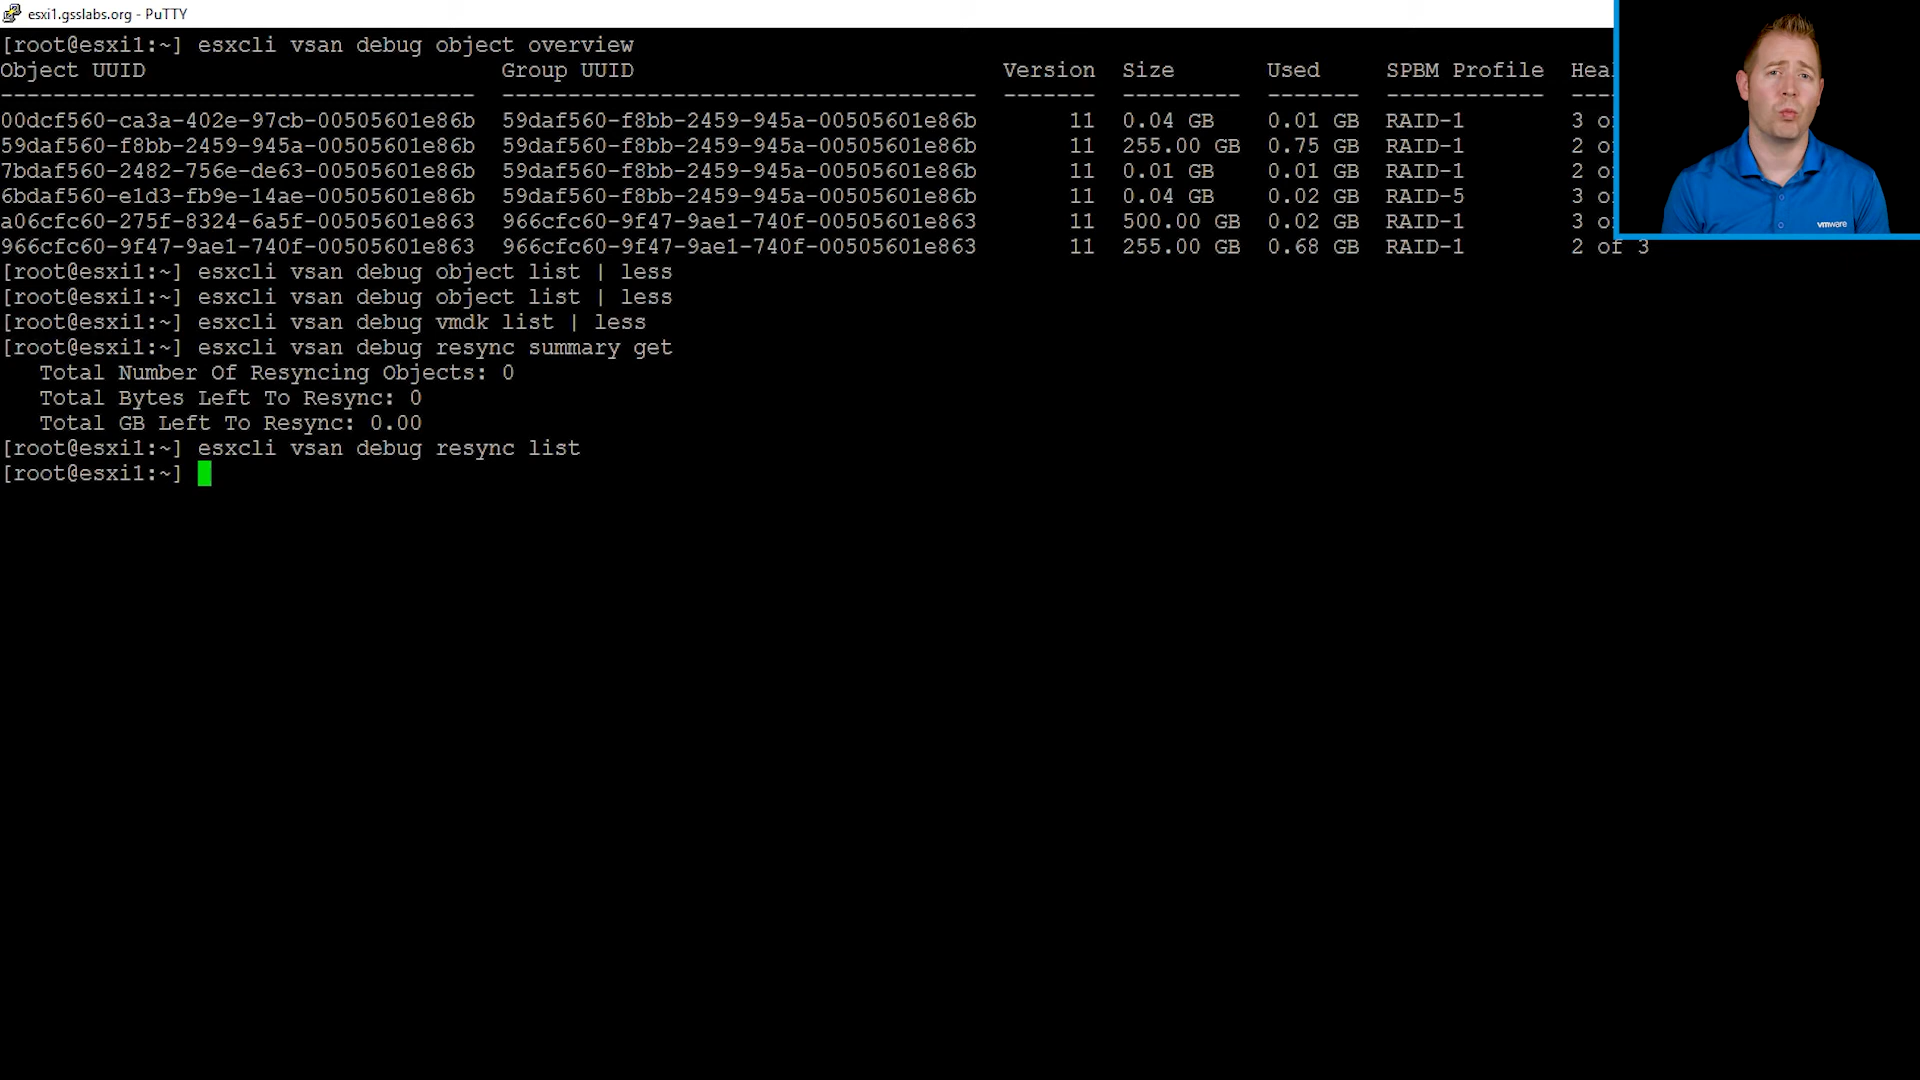 esxi1.gsslabs.org - PuTTY
[root@esxi1:~] esxcli vsan debug object overview
Object UUID Group UUID Version Size Used SPBM Profile Heal
------------------------------------ ------------------------------------ ------- --------- ------- ------------ ---
00dcf560-ca3a-402e-97cb-00505601e86b 59daf560-f8bb-2459-945a-00505601e86b 11 0.04 GB 0.01 GB RAID-1 3 o
59daf560-f8bb-2459-945a-00505601e86b 59daf560-f8bb-2459-945a-00505601e86b 11 255.00 GB 0.75 GB RAID-1 2 o
7bdaf560-2482-756e-de63-00505601e86b 59daf560-f8bb-2459-945a-00505601e86b 11 0.01 GB 0.01 GB RAID-1 2 o
6bdaf560-e1d3-fb9e-14ae-00505601e86b 59daf560-f8bb-2459-945a-00505601e86b 11 0.04 GB 0.02 GB RAID-5 3 o
a06cfc60-275f-8324-6a5f-00505601e863 966cfc60-9f47-9ae1-740f-00505601e863 11 500.00 GB 0.02 GB RAID-1 3 o
966cfc60-9f47-9ae1-740f-00505601e863 966cfc60-9f47-9ae1-740f-00505601e863 11 255.00 GB 0.68 GB RAID-1 2 of 3
[root@esxi1:~] esxcli vsan debug object list | less
[root@esxi1:~] esxcli vsan debug object list | less
[root@esxi1:~] esxcli vsan debug vmdk list | less
[root@esxi1:~] esxcli vsan debug resync summary get
Total Number Of Resyncing Objects: 0
Total Bytes Left To Resync: 0
Total GB Left To Resync: 0.00
[root@esxi1:~] esxcli vsan debug resync list
[root@esxi1:~]
vmware